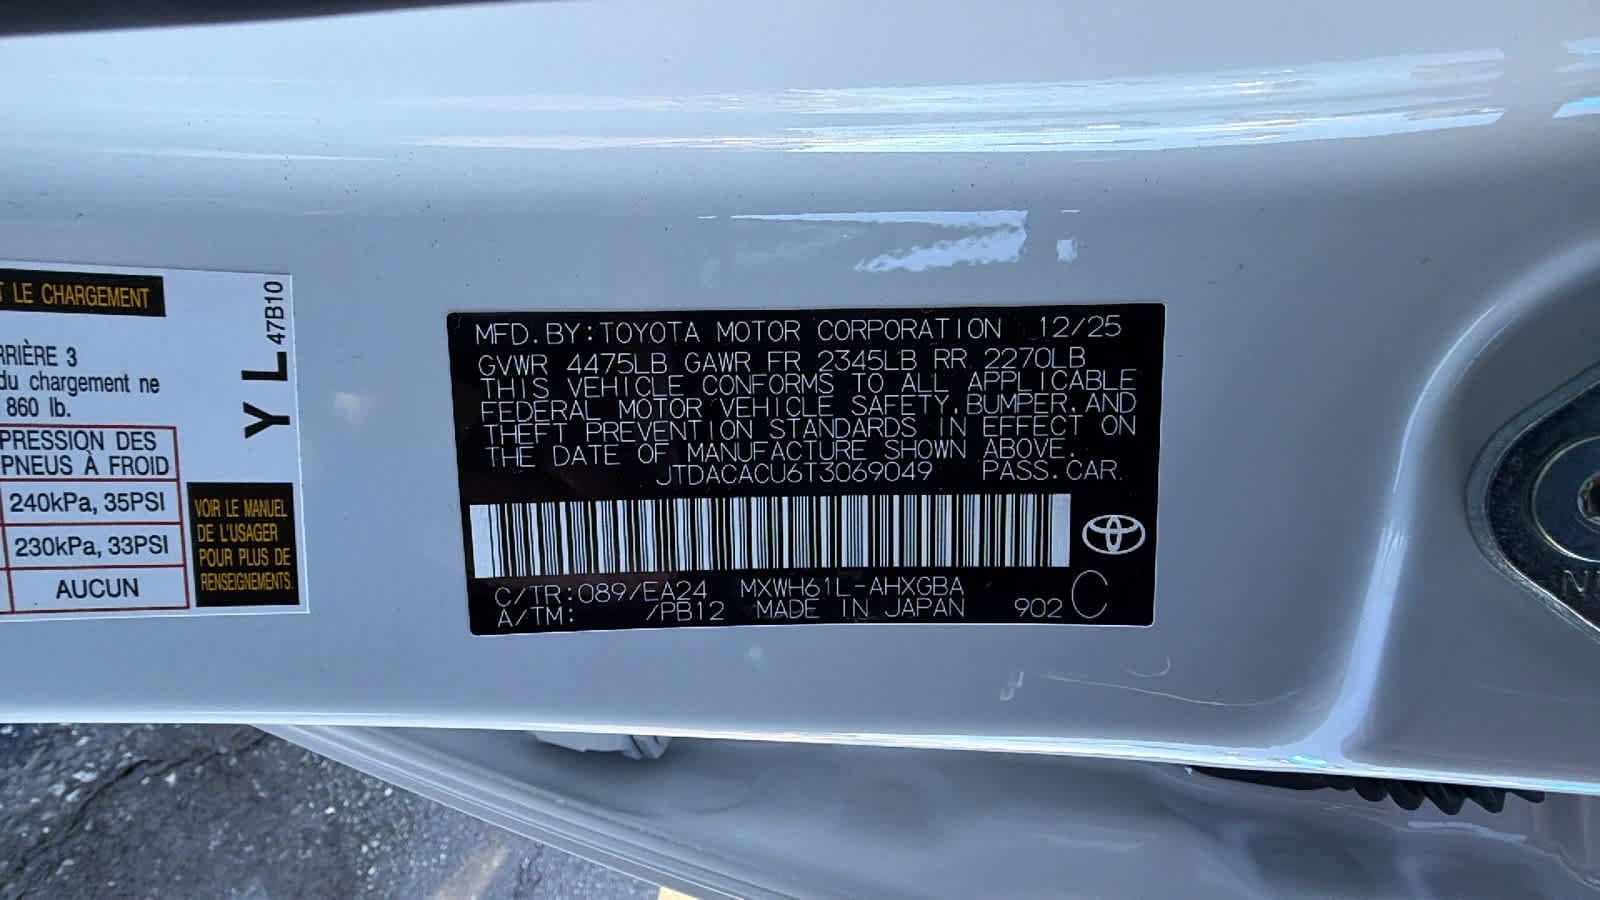 T LE CHARGEMENT
47B10
RRIÈRE 3
du chargement ne
860 lb.
Y L
PRESSION DES
PNEUS À FROID
240kPa, 35PSI
230kPa, 33PSI
AUCUN
VOIR LE MANUEL
DE L'USAGER
POUR PLUS DE
RENSEIGNEMENTS
MFD.BY:TOYOTA MOTOR CORPORATION 12/25
GVWR 4475LB GAWR FR 2345LB RR 2270LB
THIS VEHICLE CONFORMS TO ALL APPLICABLE
FEDERAL MOTOR VEHICLE SAFETY,BUMPER,AND
THEFT PREVENTION STANDARDS IN EFFECT ON
THE DATE OF MANUFACTURE SHOWN ABOVE.
JTDACACU6T3069049 PASS.CAR.
C/TR:089/EA24 MXWH61L-AHXGBA
A/TM: /PB12 MADE IN JAPAN 902 C